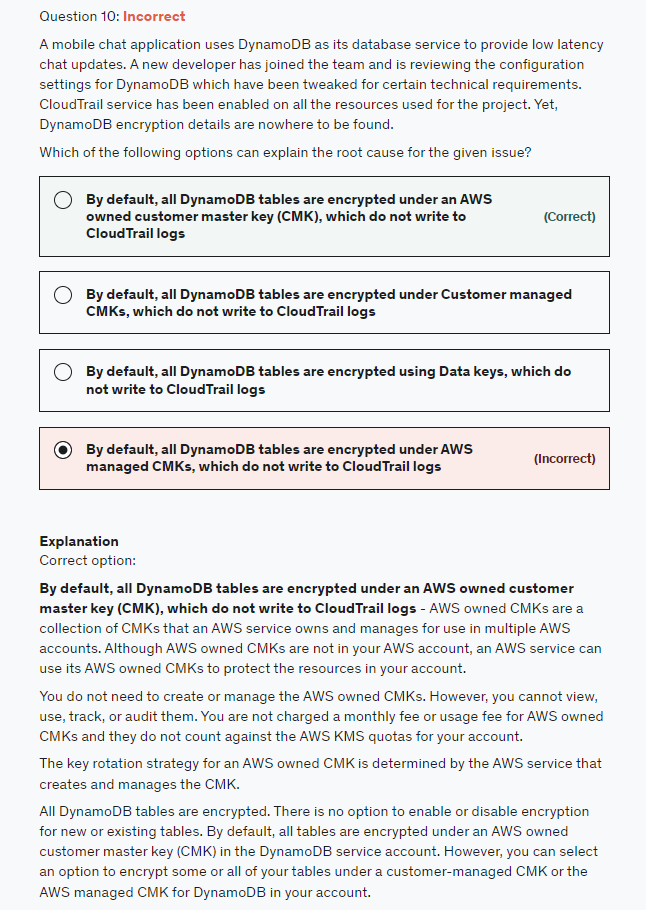 Question 10: Incorrect
A mobile chat application uses DynamoDB as its database service to provide low latency
chat updates. A new developer has joined the team and is reviewing the configuration
settings for DynamoDB which have been tweaked for certain technical requirements.
CloudTrail service has been enabled on all the resources used for the project. Yet,
DynamoDB encryption details are nowhere to be found.
Which of the following options can explain the root cause for the given issue?
By default, all DynamoDB tables are encrypted under an AWS
owned customer master key (CMK), which do not write to
CloudTrail logs
(Correct)
By default, all DynamoDB tables are encrypted under Customer managed
CMKs, which do not write to CloudTrail logs
By default, all DynamoDB tables are encrypted using Data keys, which do
not write to CloudTrail logs
By default, all DynamoDB tables are encrypted under AWS
managed CMKs, which do not write to CloudTrail logs
(Incorrect)
Explanation
Correct option:
By default, all DynamoDB tables are encrypted under an AWS owned customer
master key (CMK), which do not write to CloudTrail logs - AWS owned CMKs are a
collection of CMKs that an AWS service owns and manages for use in multiple AWS
accounts. Although AWS owned CMKs are not in your AWS account, an AWS service can
use its AWS owned CMKs to protect the resources in your account.
You do not need to create or manage the AWS owned CMKs. However, you cannot view,
use, track, or audit them. You are not charged a monthly fee or usage fee for AWS owned
CMKs and they do not count against the AWS KMS quotas for your account.
The key rotation strategy for an AWS owned CMK is determined by the AWS service that
creates and manages the CMK.
All DynamoDB tables are encrypted. There is no option to enable or disable encryption
for new or existing tables. By default, all tables are encrypted under an AWS owned
customer master key (CMK) in the DynamoDB service account. However, you can select
an option to encrypt some or all of your tables under a customer-managed CMK or the
AWS managed CMK for DynamoDB in your account.